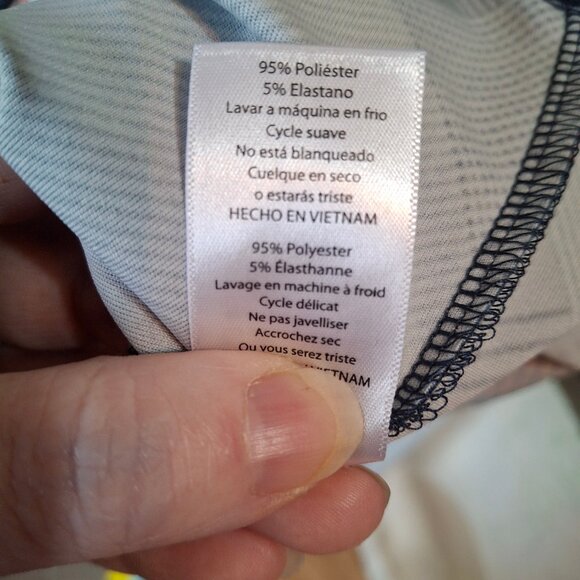 95% Poliéster
5% Elastano
Lavar a máquina en frio
Cycle suave
No está blanqueado
Cuelque en seco
o estarás triste
HECHO EN VIETNAM
95% Polyester
5% Élasthanne
Lavage en machine à froid
Cycle délicat
Ne pas javelliser
Accrochez sec
Ou vous serez triste
VIETNAM